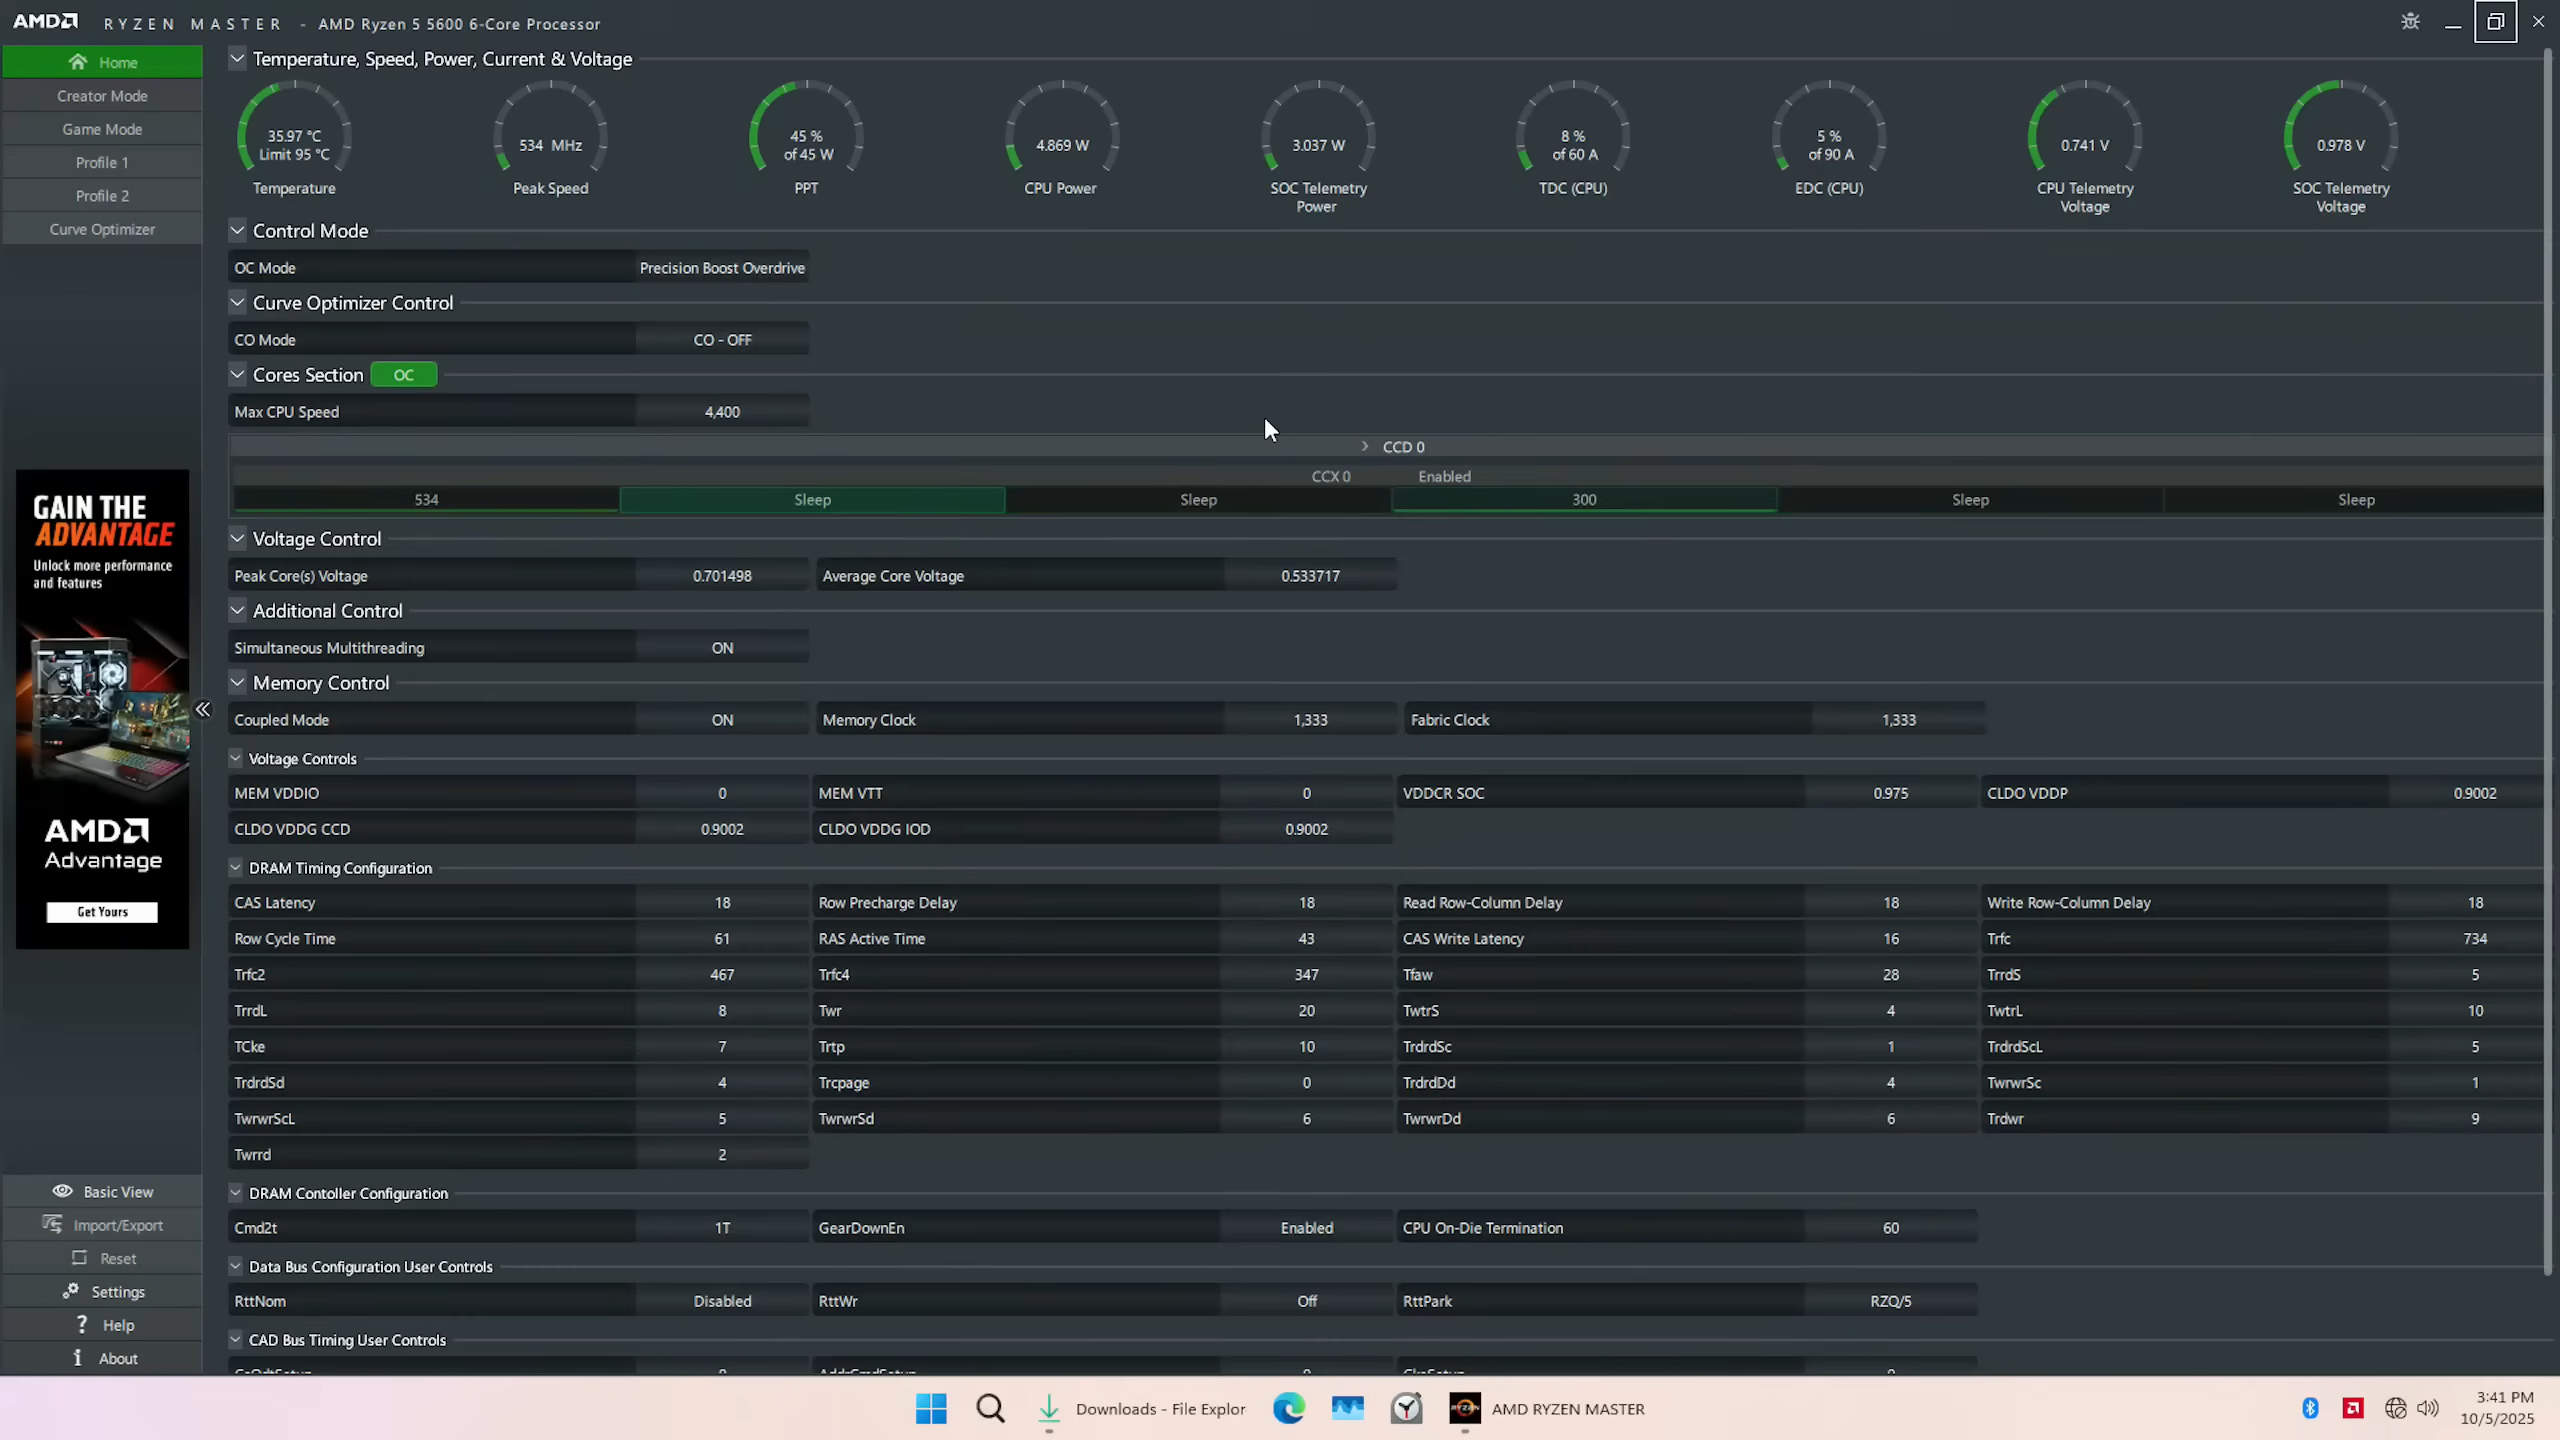 AMD RYZEN MASTER - AMD Ryzen 5 5600 6-Core Processor
Home
Creator Mode
Game Mode
Profile 1
Profile 2
Curve Optimizer
GAIN THE
ADVANTAGE
Unlock more performance
and features
AMD
Advantage
Get Yours
Basic View
Import/Export
Reset
Settings
Help
About
Temperature, Speed, Power, Current & Voltage
35.97 °C
Limit 95 °C
Temperature
534 MHz
Peak Speed
45 %
of 45 W
PPT
4.869 W
CPU Power
3.037 W
SOC Telemetry
Power
8 %
of 60 A
TDC (CPU)
5 %
of 90 A
EDC (CPU)
0.741 V
CPU Telemetry
Voltage
0.978 V
SOC Telemetry
Voltage
Control Mode
OC Mode Precision Boost Overdrive
Curve Optimizer Control
CO Mode CO - OFF
Cores Section OC
Max CPU Speed 4,400
CCD 0
CCX 0 Enabled
534 Sleep Sleep 300 Sleep Sleep
Voltage Control
Peak Core(s) Voltage 0.701498 Average Core Voltage 0.533717
Additional Control
Simultaneous Multithreading ON
Memory Control
Coupled Mode ON Memory Clock 1,333 Fabric Clock 1,333
Voltage Controls
MEM VDDIO 0 MEM VTT 0 VDDCR SOC 0.975 CLDO VDDP 0.9002
CLDO VDDG CCD 0.9002 CLDO VDDG IOD 0.9002
DRAM Timing Configuration
CAS Latency 18 Row Precharge Delay 18 Read Row-Column Delay 18 Write Row-Column Delay 18
Row Cycle Time 61 RAS Active Time 43 CAS Write Latency 16 Trfc 734
Trfc2 467 Trfc4 347 Tfaw 28 TrrdS 5
TrrdL 8 Twr 20 TwtrS 4 TwtrL 10
TCke 7 Trtp 10 TrdrdSc 1 TrdrdScL 5
TrdrdSd 4 Trcpage 0 TrdrdDd 4 TwrwrSc 1
TwrwrScL 5 TwrwrSd 6 TwrwrDd 6 Trdwr 9
Twrrd 2
DRAM Contoller Configuration
Cmd2t 1T GearDownEn Enabled CPU On-Die Termination 60
Data Bus Configuration User Controls
RttNom Disabled RttWr Off RttPark RZQ/5
CAD Bus Timing User Controls
Downloads - File Explor
AMD RYZEN MASTER
3:41 PM
10/5/2025